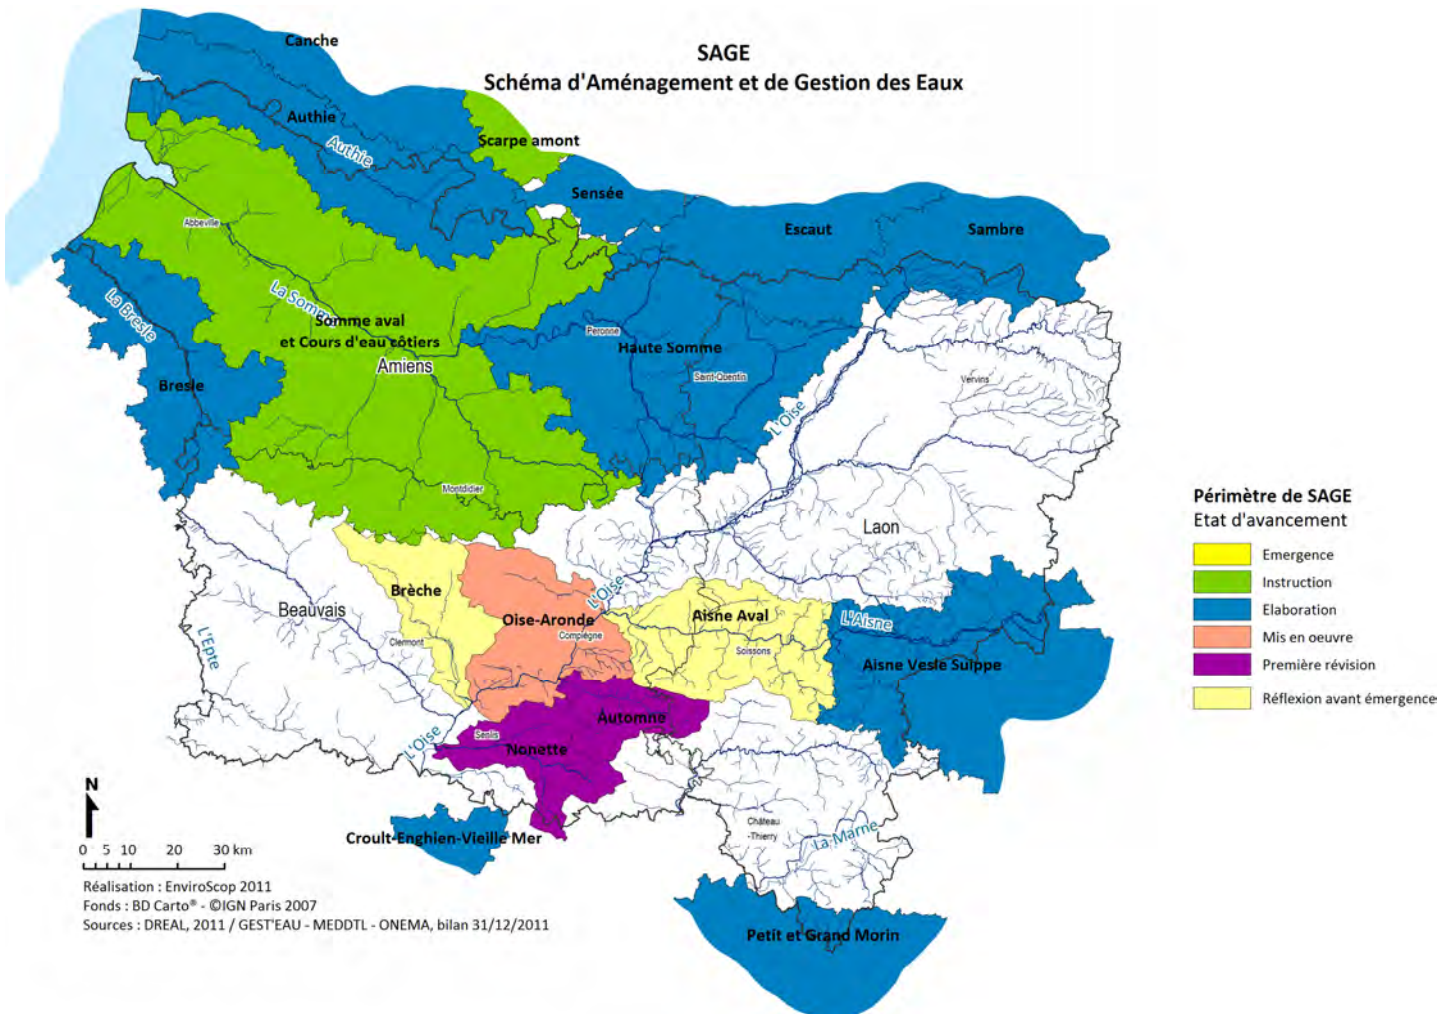 SAGE
Schéma d'Aménagement et de Gestion des Eaux
Canche
Authie
Authie
Scarpe amont
Sensée
Escaut
Sambre
Abbeville
La Bresle
La Somm
Somme aval
et Cours d'eau côtiers
Amiens
Péronne
Haute Somme
Saint-Quentin
Bresle
Vervins
L'Oise
Montdidier
Laon
Brèche
Beauvais
L'Oise
Oise-Aronde
Compiègne
Aisne Aval
L'Aisne
Clermont
Soissons
L'Epte
Aisne Vesle Suippe
Automne
Senlis
Nonette
L'Oise
Croult-Enghien-Vieille Mer
Château
-Thierry
La Marne
Petit et Grand Morin
Périmètre de SAGE
Etat d'avancement
Emergence
Instruction
Elaboration
Mis en oeuvre
Première révision
Réflexion avant émergence
N
0 5 10 20 30 km
Réalisation : EnviroScop 2011
Fonds : BD Carto® - ©IGN Paris 2007
Sources : DREAL, 2011 / GEST'EAU - MEDDTL - ONEMA, bilan 31/12/2011